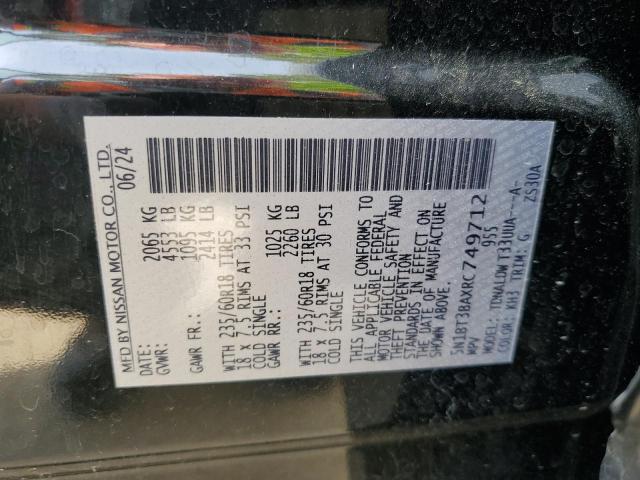 MFD BY NISSAN MOTOR CO., LTD.
DATE: 06/24
GVWR: 2065 KG
4553 LB
GAWR FR.: 1095 KG
2414 LB
WITH 235/60R18 TIRES
18 X 7.5 RIMS AT 33 PSI
COLD SINGLE
GAWR RR.: 1025 KG
2260 LB
WITH 235/60R18 TIRES
18 X 7.5 RIMS AT 30 PSI
COLD SINGLE
THIS VEHICLE CONFORMS TO
ALL APPLICABLE FEDERAL
MOTOR VEHICLE SAFETY AND
THEFT PREVENTION
STANDARDS IN EFFECT ON
THE DATE OF MANUFACTURE
SHOWN ABOVE.
5N1BT3BAXRC749712
MPV 955
MODEL: TDNALDWT33OUA---A-
COLOR: KH3 TRIM: G ZS30A